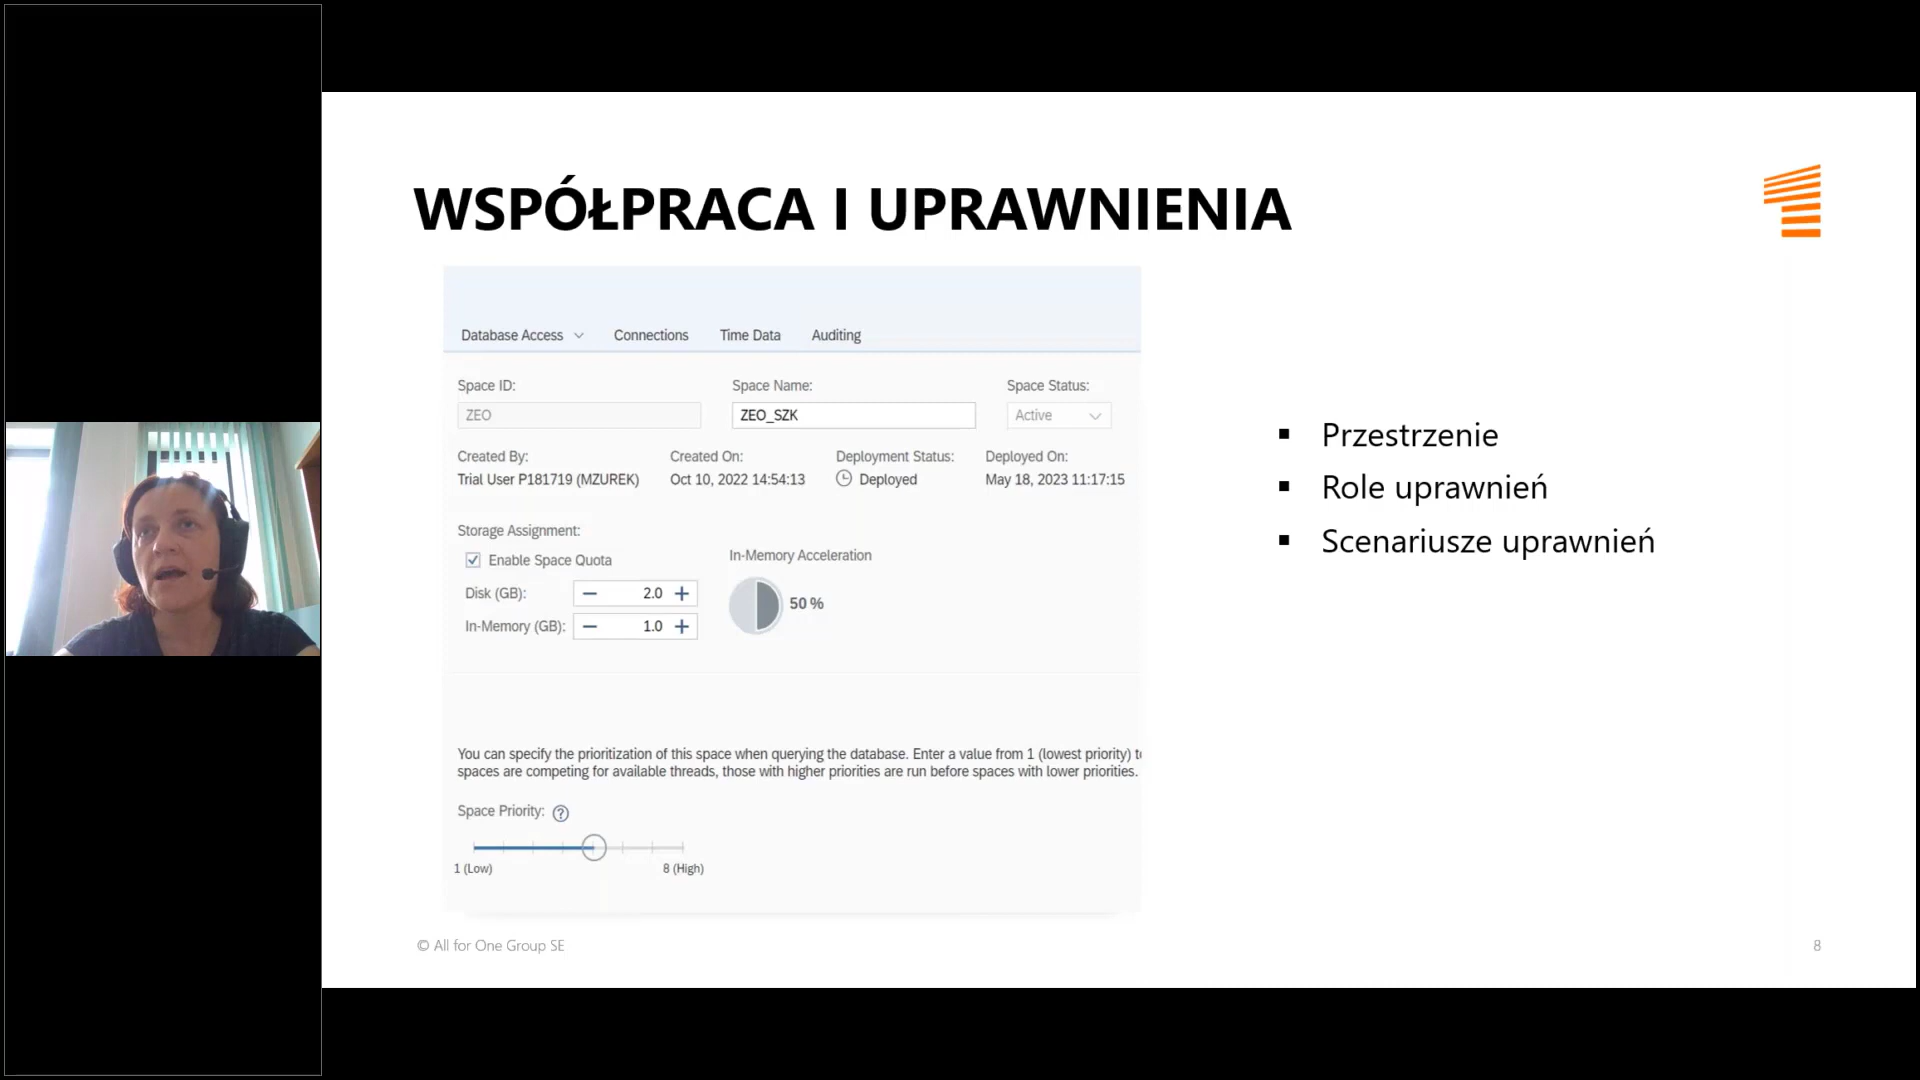 WSPÓŁPRACA I UPRAWNIENIA
Database Access Connections Time Data Auditing
Space ID: Space Name: Space Status:
ZEO ZEO_SZK Active
Created By: Created On: Deployment Status: Deployed On:
Trial User P181719 (MZUREK) Oct 10, 2022 14:54:13 Deployed May 18, 2023 11:17:15
Storage Assignment:
Enable Space Quota
In-Memory Acceleration
Disk (GB): − 2.0 +
50 %
In-Memory (GB): − 1.0 +
You can specify the prioritization of this space when querying the database. Enter a value from 1 (lowest priority) t
spaces are competing for available threads, those with higher priorities are run before spaces with lower priorities.
Space Priority: ?
1 (Low) 8 (High)
▪ Przestrzenie
▪ Role uprawnień
▪ Scenariusze uprawnień
© All for One Group SE
8